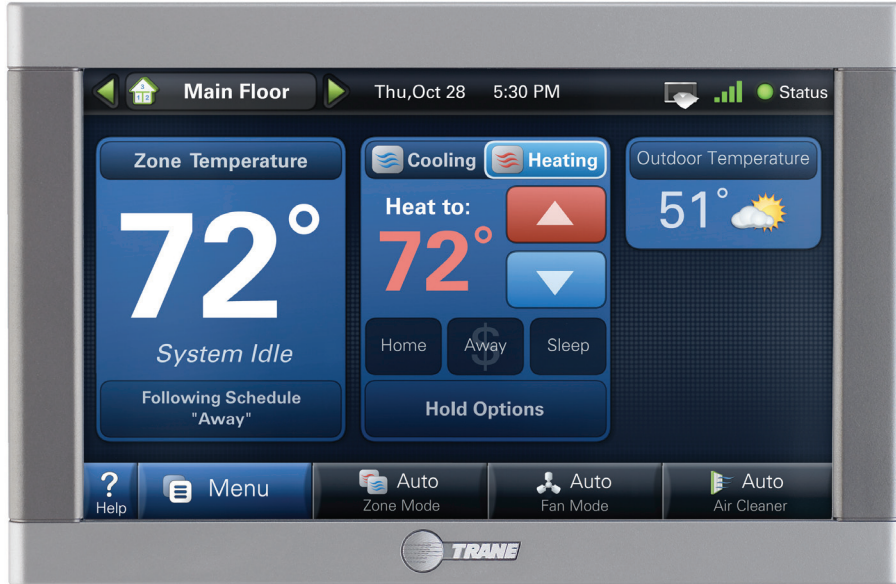 Main Floor
Thu,Oct 28
5:30 PM
Status
Zone Temperature
72°
System Idle
Following Schedule
"Away"
Cooling
Heating
Heat to:
72°
Home
Away
$
Sleep
Hold Options
Outdoor Temperature
51°
?
Help
Menu
Auto
Zone Mode
Auto
Fan Mode
Auto
Air Cleaner
TRANE